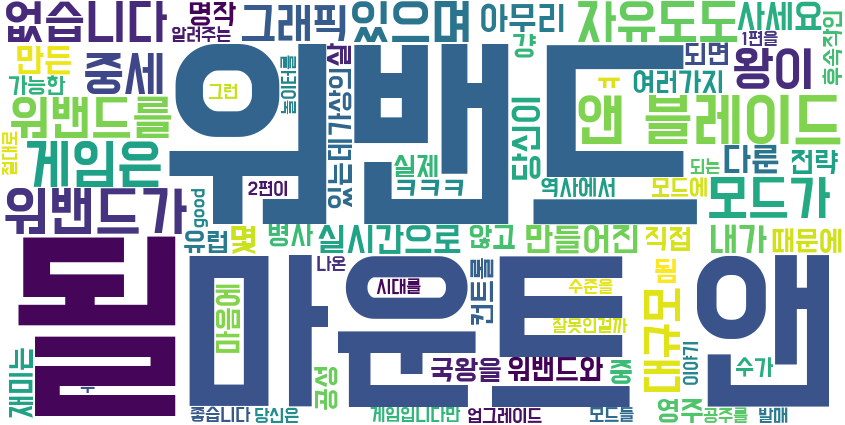 없습니다 명작 그래픽 있으며 아무리 자유도도 사세요
알려주는 1편을 후속작인
만든 중세 실 걍 되면 왕이
가능한 그런 놀이터를 가상의 ㅠ 여러가지
워밴드를 워밴드 앤 블레이드
절대로 게임은 있는데 실제 당신이 되는 다룬 전략
워밴드가 good 2편이 ㅋㅋㅋ 역사에서 모드에 모드가
유럽 몇 병사 실시간으로 않고 만들어진 직접 내가 때문에
됨 마운트 앤
나온 시대를 컨트롤 수준을 됨
마음에 잘못인걸까 대규모
재미는 공성 국왕을 워밴드와 중 이야기 수가
좋습니다 당신은 게임입니다만 업그레이드 모드들 영주 공주를 발매